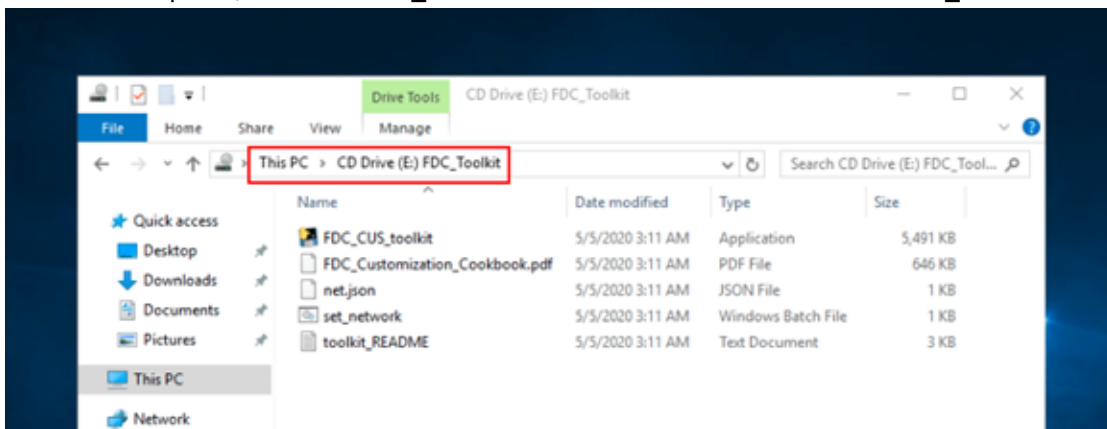 Drive Tools CD Drive (E:) FDC_Toolkit
File Home Share View Manage
This PC > CD Drive (E:) FDC_Toolkit Search CD Drive (E:) FDC_Tool...
Name Date modified Type Size
Quick access
FDC_CUS_toolkit 5/5/2020 3:11 AM Application 5,491 KB
Desktop
FDC_Customization_Cookbook.pdf 5/5/2020 3:11 AM PDF File 646 KB
Downloads
net.json 5/5/2020 3:11 AM JSON File 1 KB
Documents
set_network 5/5/2020 3:11 AM Windows Batch File 1 KB
Pictures
toolkit_README 5/5/2020 3:11 AM Text Document 3 KB
This PC
Network